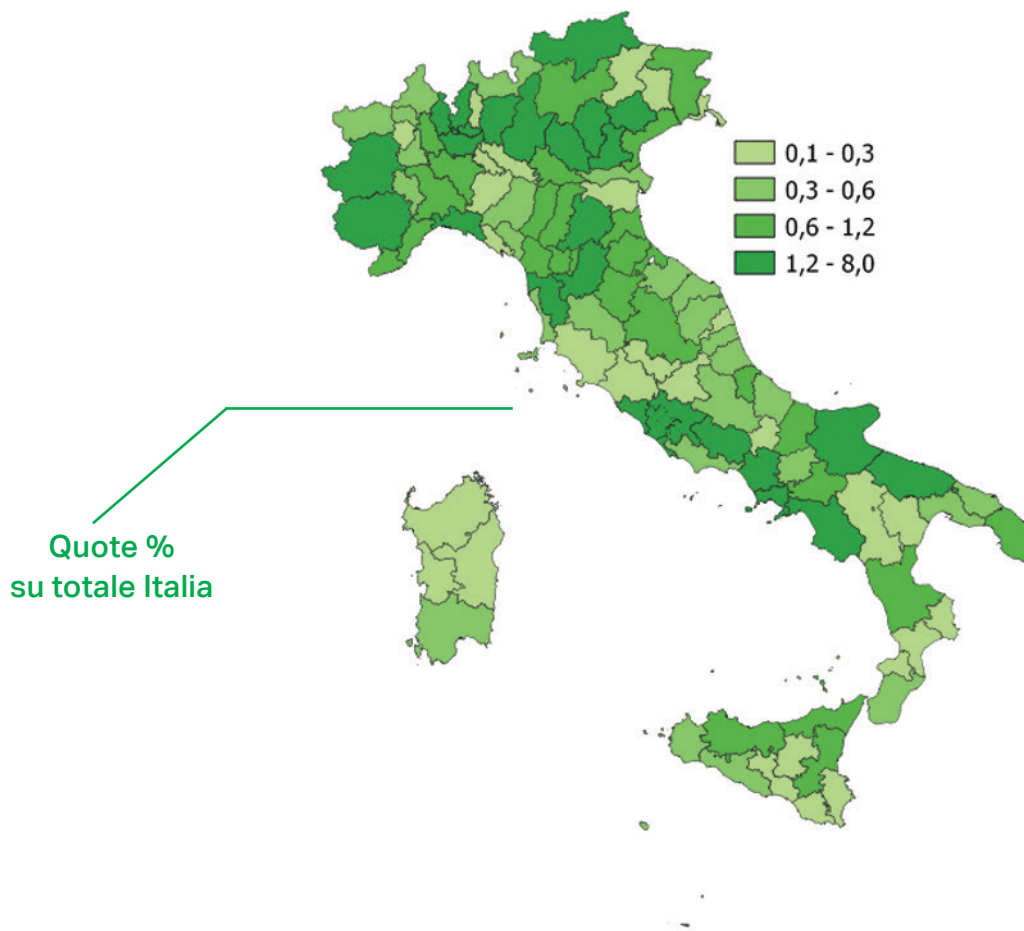 0,1 - 0,3
0,3 - 0,6
0,6 - 1,2
1,2 - 8,0
Quote %
su totale Italia